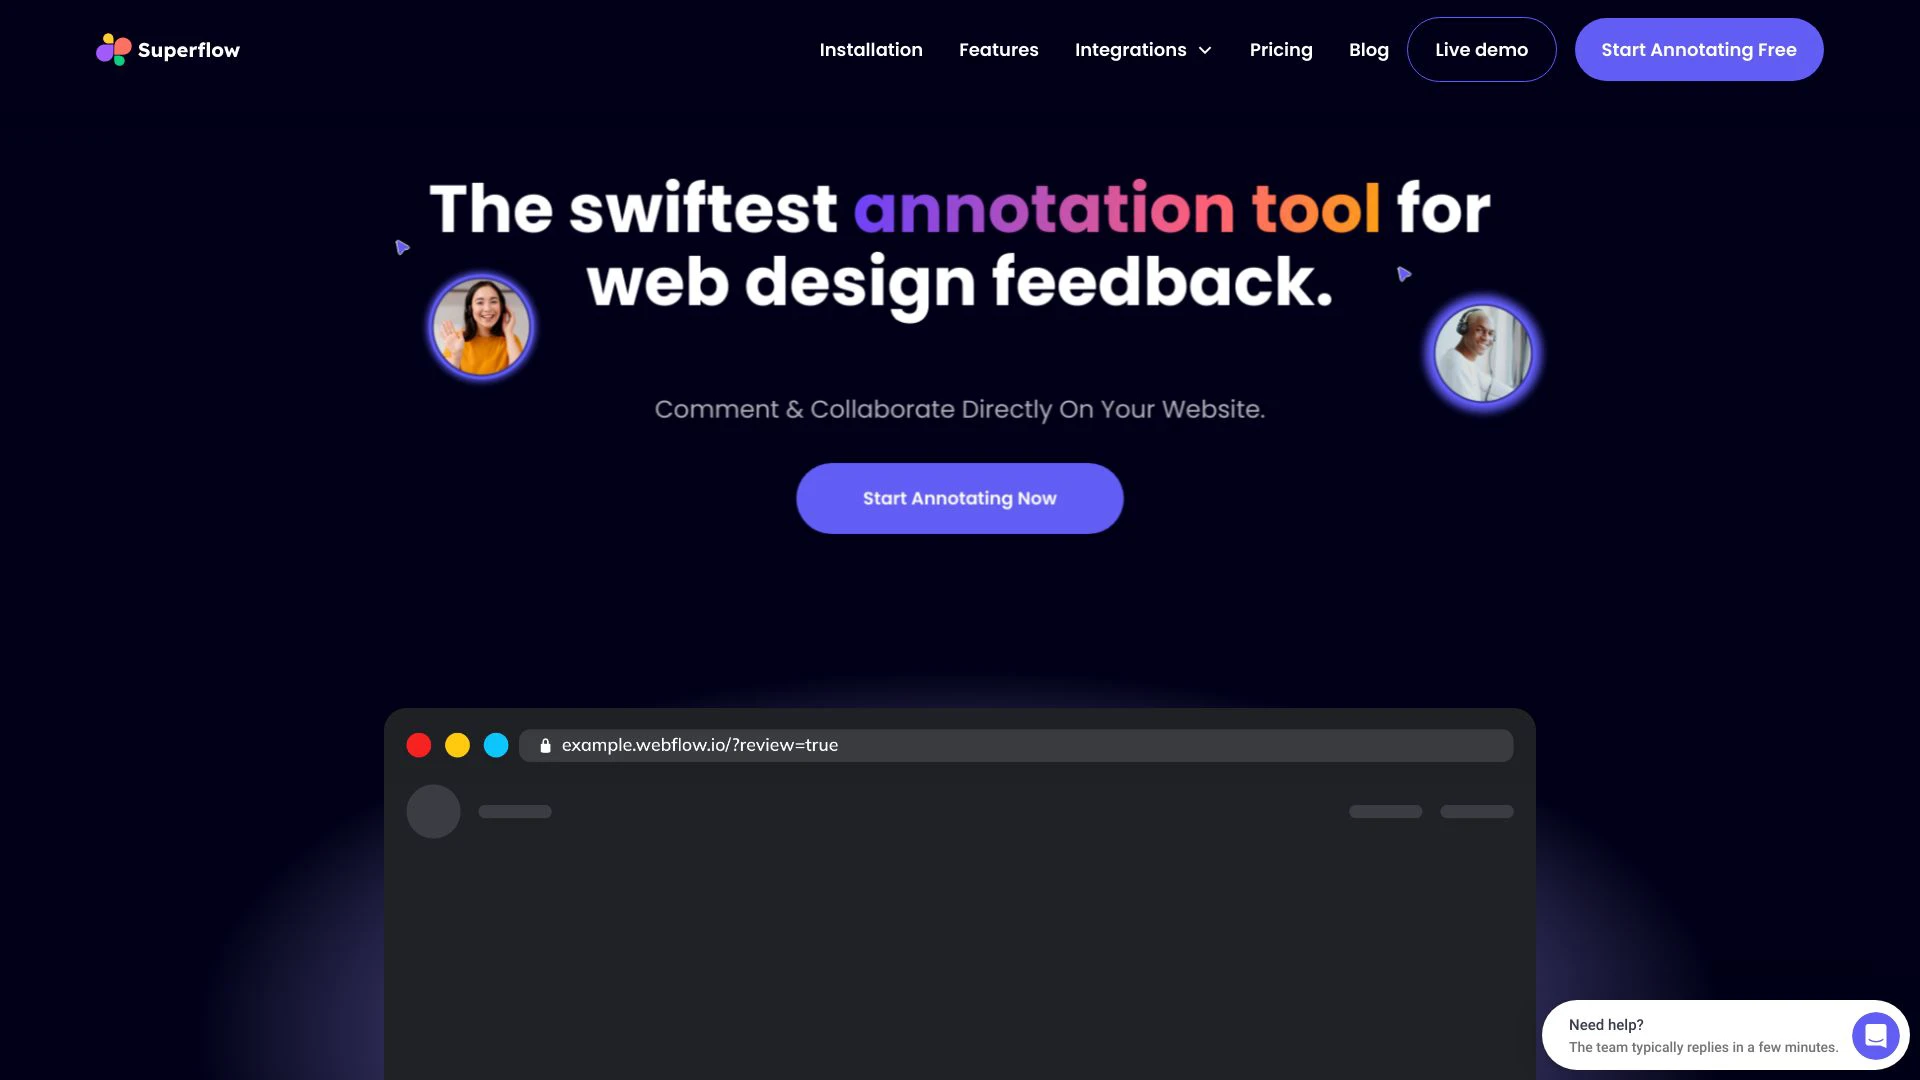 Superflow
Installation
Features
Integrations
Pricing
Blog
Live demo
Start Annotating Free
The swiftest annotation tool for
web design feedback.
Comment & Collaborate Directly On Your Website.
Start Annotating Now
example.webflow.io/?review=true
Need help?
The team typically replies in a few minutes.